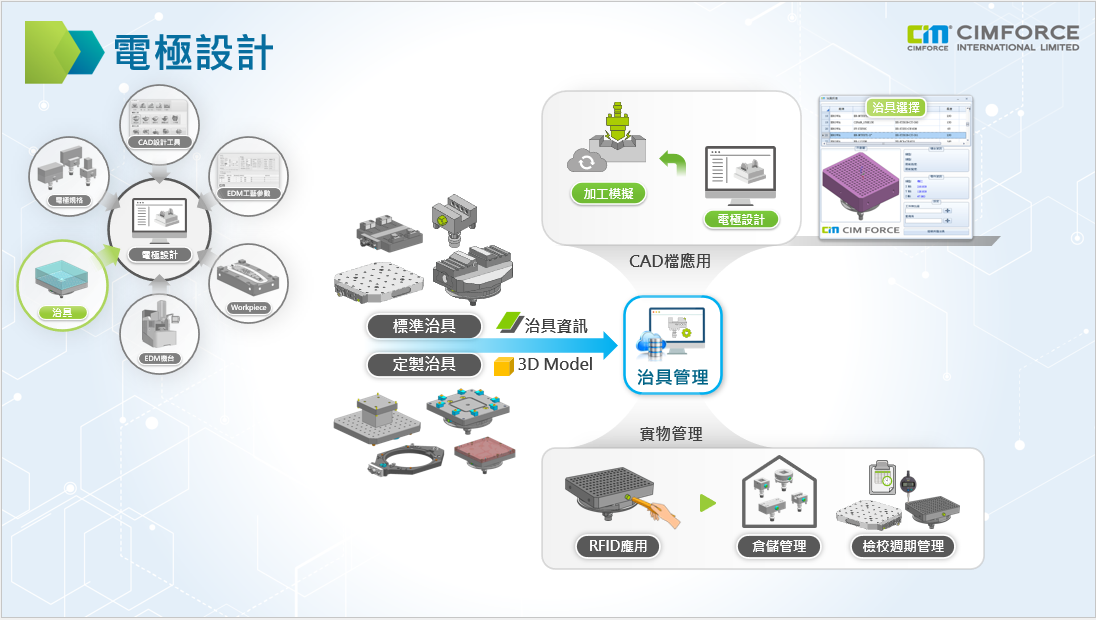 電極設計
CiM
CIMFORCE
CIMFORCE
INTERNATIONAL LIMITED
CAD設計工具
電極規格
EDM工藝參數
電極設計
治具
Workpiece
EDM機台
標準治具
治具資訊
定製治具
3D Model
加工模擬
電極設計
治具選擇
CIM FORCE
CAD檔應用
治具管理
實物管理
RFID應用
倉儲管理
檢校週期管理